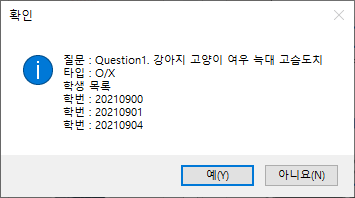 확인
질문 : Question1. 강아지 고양이 여우 늑대 고슴도치
타입 : O/X
학생 목록
학번 : 20210900
학번 : 20210901
학번 : 20210904
예(Y)
아니요(N)